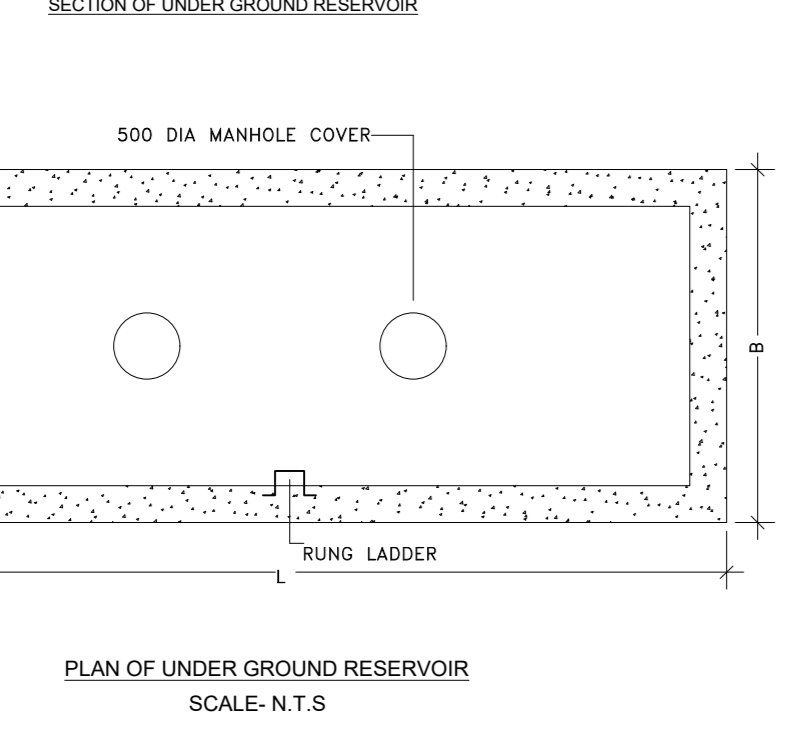 SECTION OF UNDER GROUND RESERVOIR
500 DIA MANHOLE COVER
B
RUNG LADDER
L
PLAN OF UNDER GROUND RESERVOIR
SCALE- N.T.S